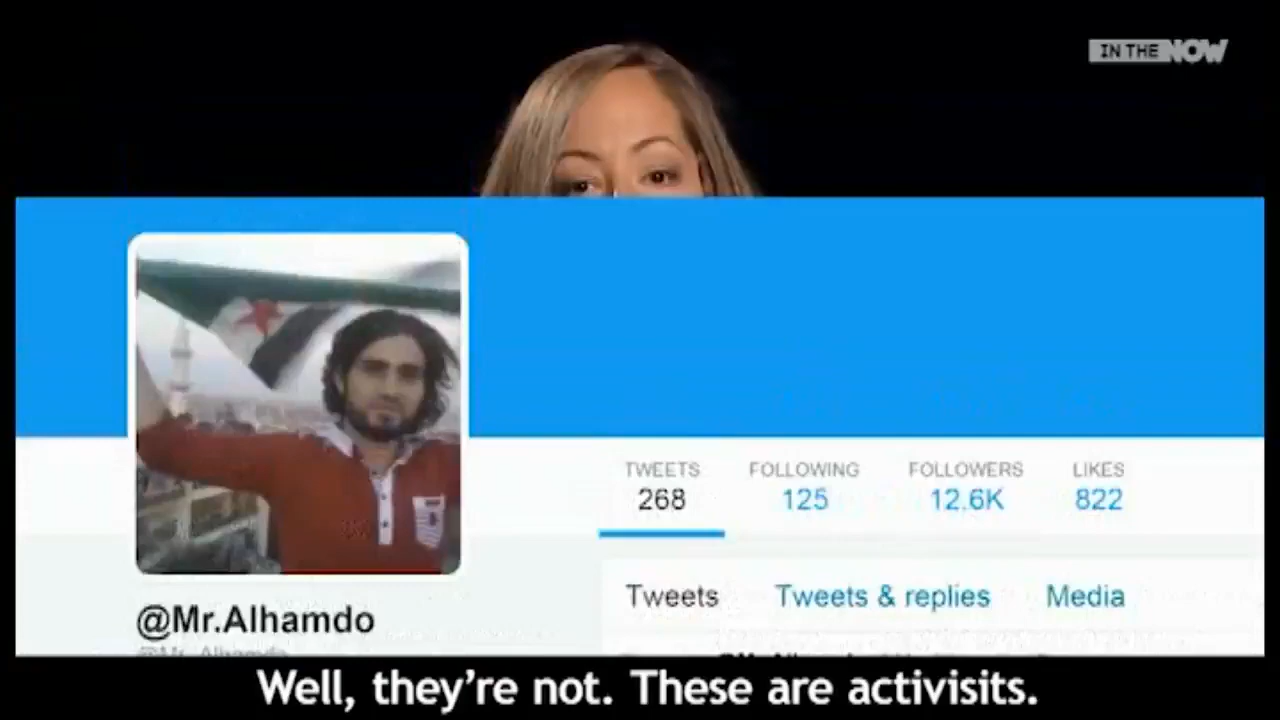 IN THE NOW
TWEETS FOLLOWING FOLLOWERS LIKES
268 125 12.6K 822
Tweets Tweets & replies Media
@Mr.Alhamdo
Well, they're not. These are activisits.